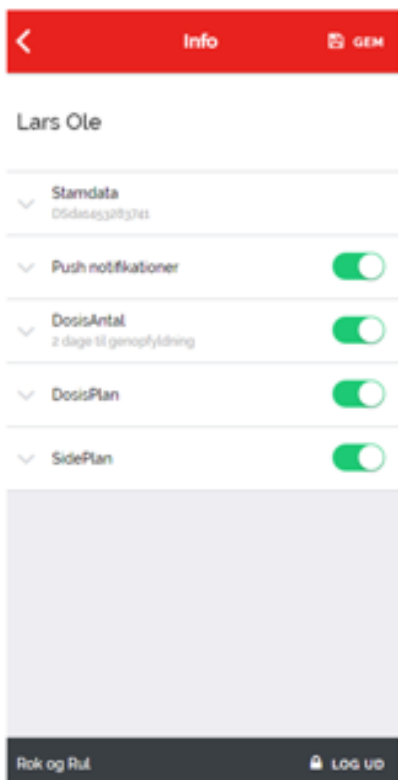 Info
GEM
Lars Ole
Stamdata
Push notifikationer
DosisAntal
2 dage til genopfyldning
DosisPlan
SidePlan
Rok og Rul
LOG UD